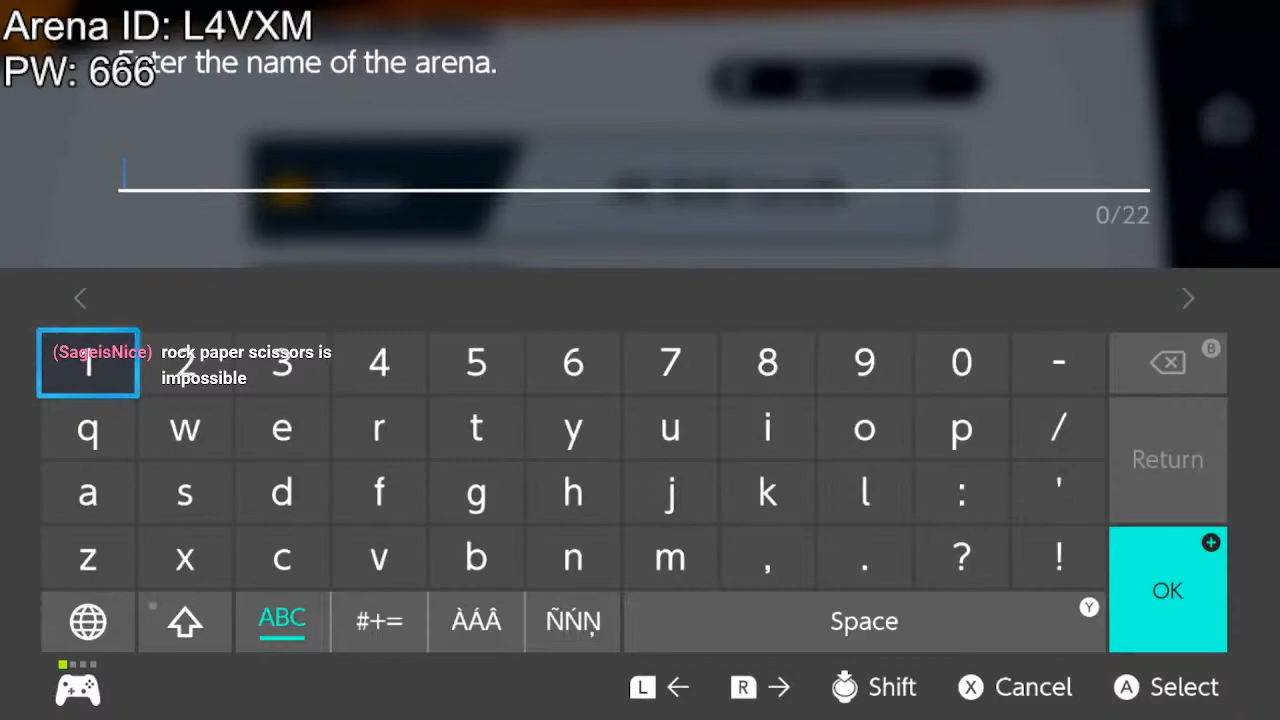 Arena ID: L4VXM
PW: 666
Enter the name of the arena.
0/22
(SageisNice) rock paper scissors is
impossible
1 2 3 4 5 6 7 8 9 0 -
q w e r t y u i o p /
Return
a s d f g h j k l : '
z x c v b n m , . ? !
OK
ABC #+= ÀÁÂ ÑŃŅ Space Y
L ← R → Shift X Cancel A Select
B